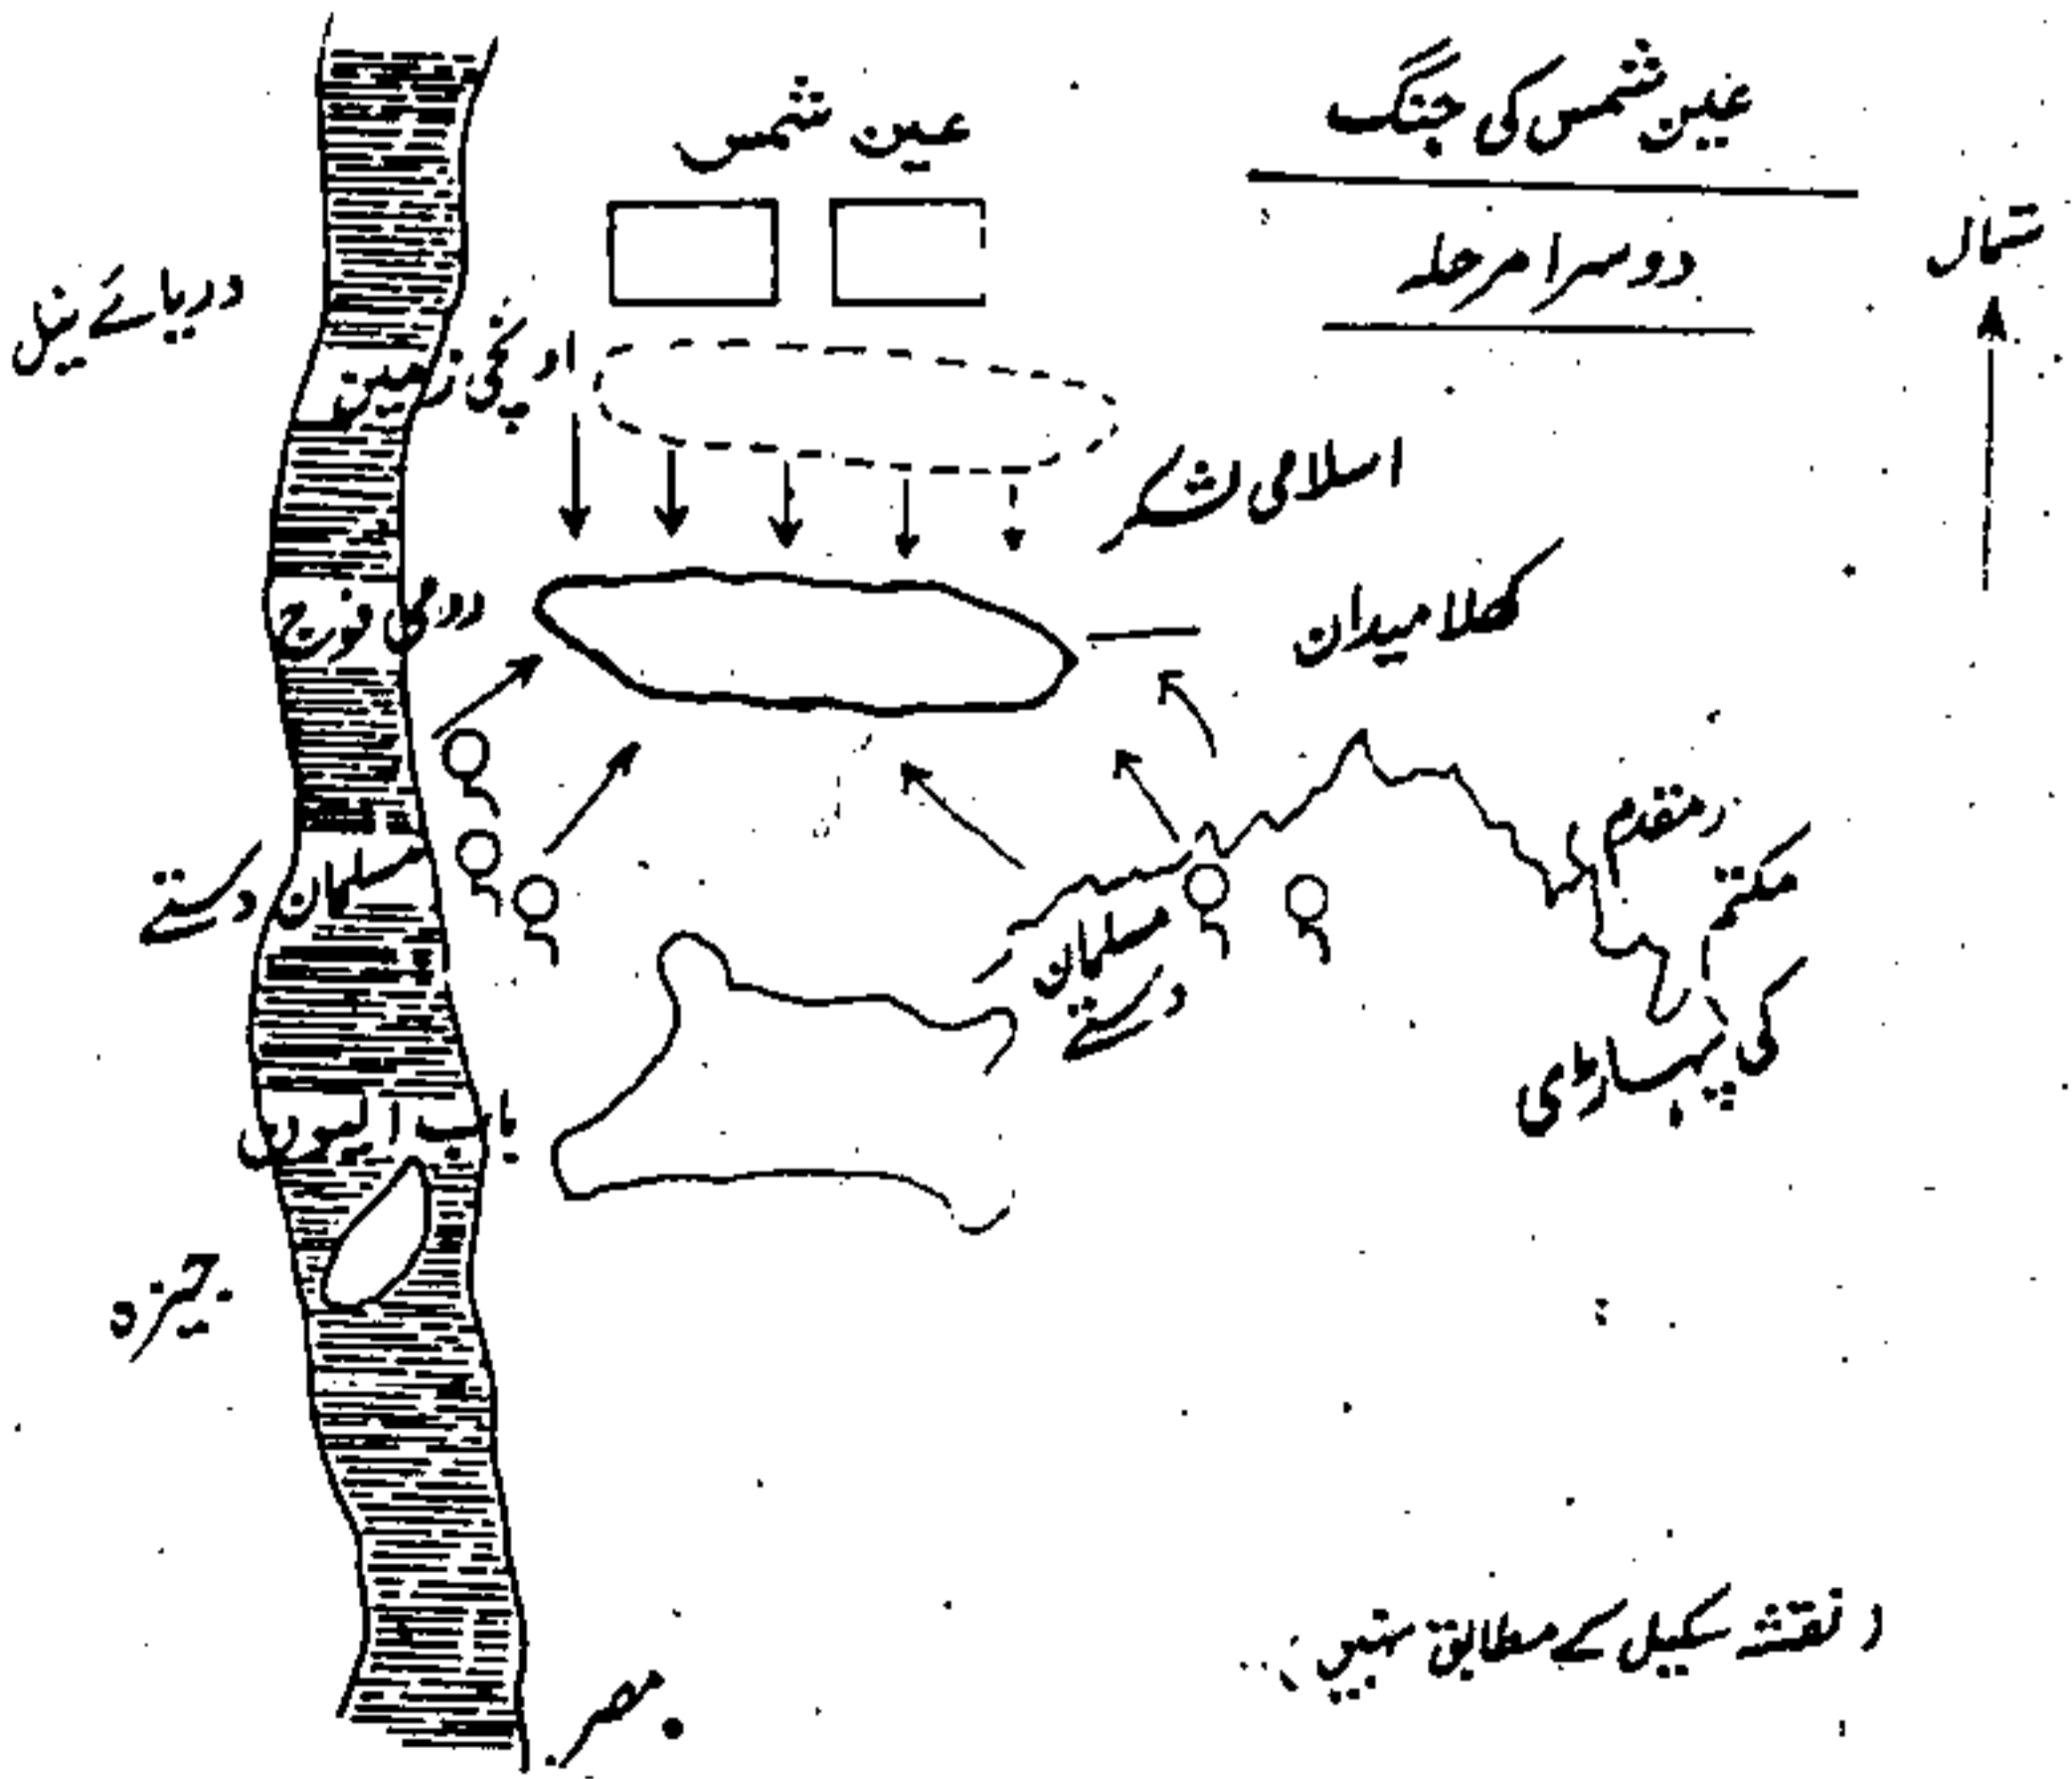 عین شمس کی جنگ
دوسرا مرحلہ
شمال
عین شمس
دریائے نیل
اونچی زمین
اسلامی لشکر
رومی فوج
کھلا میدان
مسلمان دستے
مسلمان
دستے
مقدم
کی پہاڑی
باب الیون
جیزہ
مصر
(نقشہ سکیل کے مطابق نہیں)